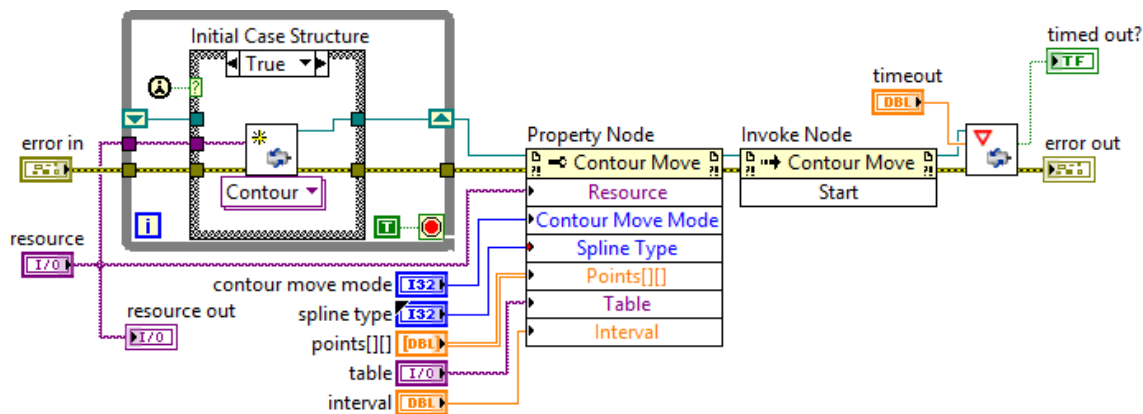 Initial Case Structure
True
?
error in
Contour
i
T
resource
I/O
resource out
I/O
contour move mode
I32
spline type
I32
points[][]
[DBL]
table
I/O
interval
DBL
Property Node
?! Contour Move ?!
Resource
Contour Move Mode
Spline Type
Points[][]
Table
Interval
Invoke Node
?! Contour Move ?!
Start
timeout
DBL
timed out?
TF
error out